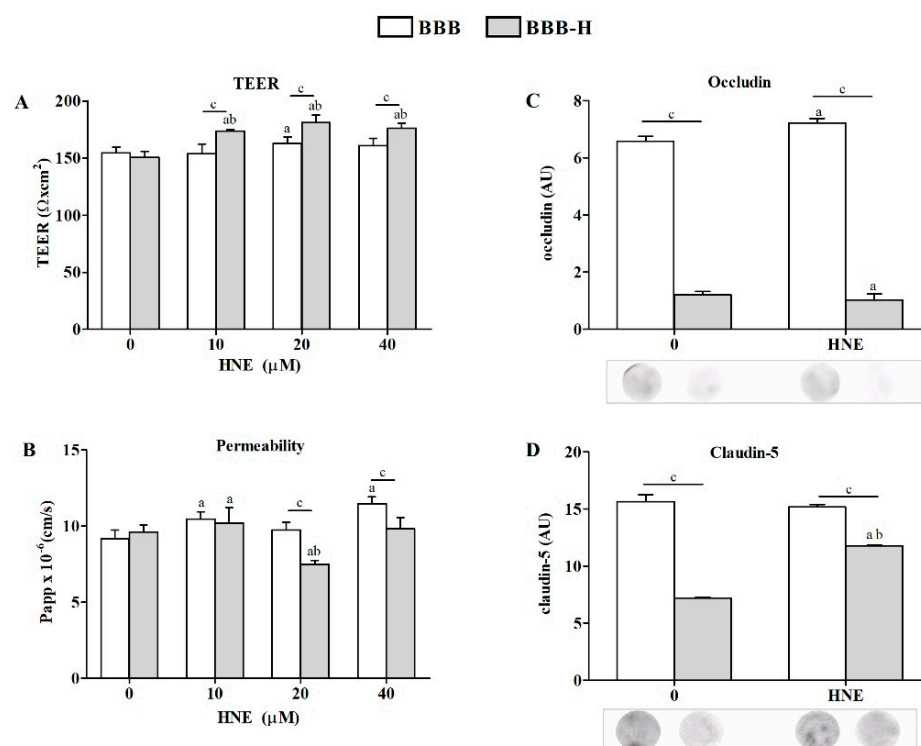 BBB BBB-H
A
TEER
TEER (Ωxcm²)
200
150
100
50
0
c
c
c
ab
a
ab
ab
0 10 20 40
HNE (μM)
B
Permeability
Papp x 10⁻⁶(cm/s)
15
10
5
0
a a
c
ab
c
a
0 10 20 40
HNE (μM)
C
Occludin
occludin (AU)
8
6
4
2
0
c
c
a
a
0 HNE
D
Claudin-5
claudin-5 (AU)
20
15
10
5
0
c
c
a b
0 HNE